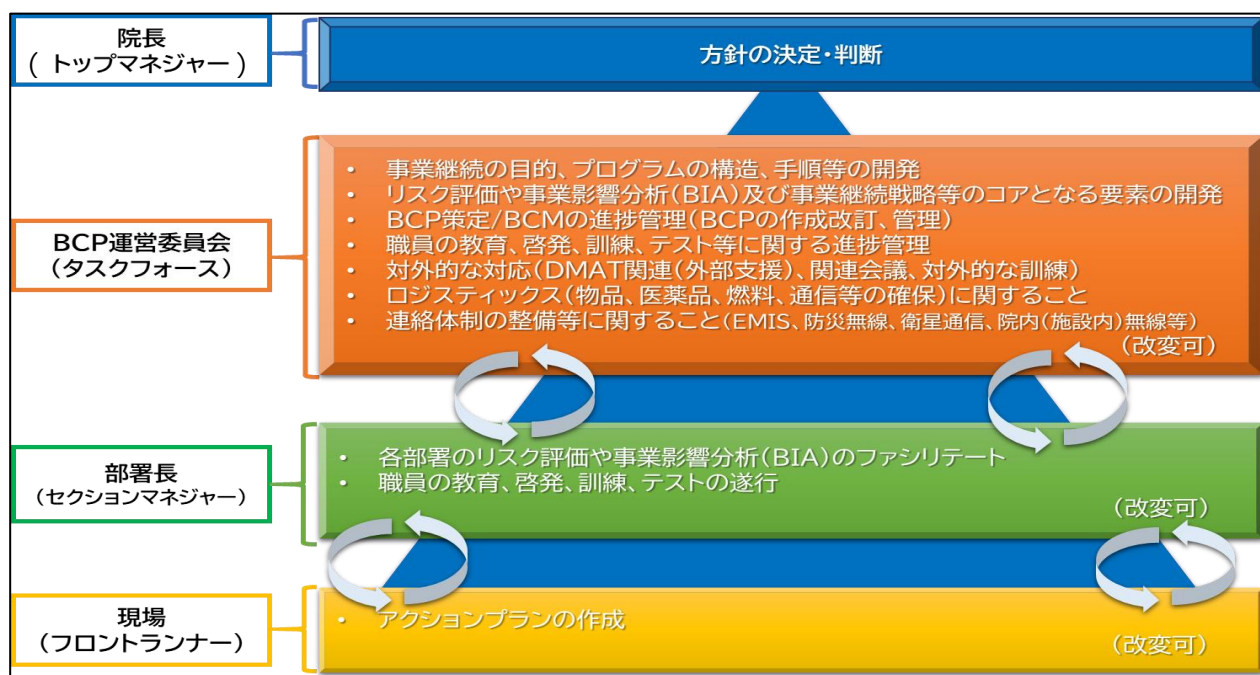 院長
( トップマネジャー )
方針の決定・判断
BCP運営委員会
（タスクフォース）
・ 事業継続の目的、プログラムの構造、手順等の開発
・ リスク評価や事業影響分析（BIA）及び事業継続戦略等のコアとなる要素の開発
・ BCP策定/BCMの進捗管理（BCPの作成改訂、管理）
・ 職員の教育、啓発、訓練、テスト等に関する進捗管理
・ 対外的な対応（DMAT関連（外部支援）、関連会議、対外的な訓練）
・ ロジスティックス（物品、医薬品、燃料、通信等の確保）に関すること
・ 連絡体制の整備等に関すること（EMIS、防災無線、衛星通信、院内（施設内）無線等）
（改変可）
部署長
（セクションマネジャー）
・ 各部署のリスク評価や事業影響分析（BIA）のファシリテート
・ 職員の教育、啓発、訓練、テストの遂行
（改変可）
現場
（フロントランナー）
・ アクションプランの作成
（改変可）